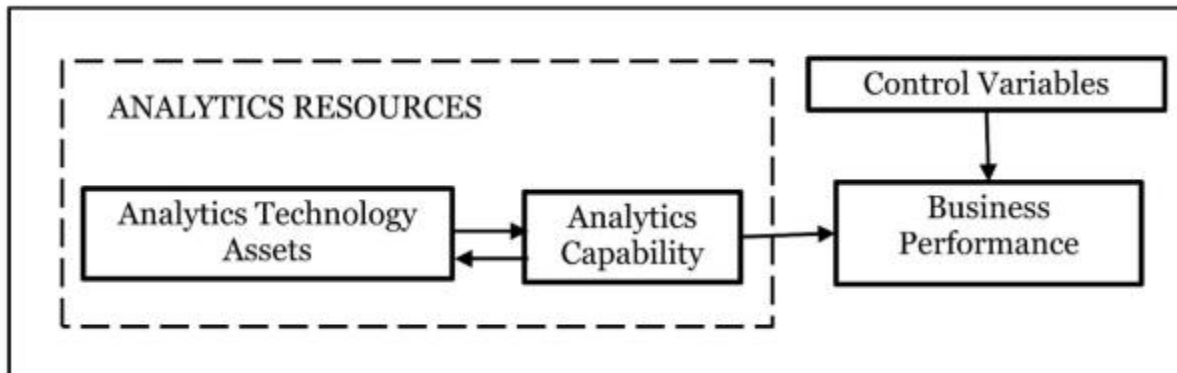 ANALYTICS RESOURCES
Control Variables
Analytics Technology
Assets
Analytics
Capability
Business
Performance